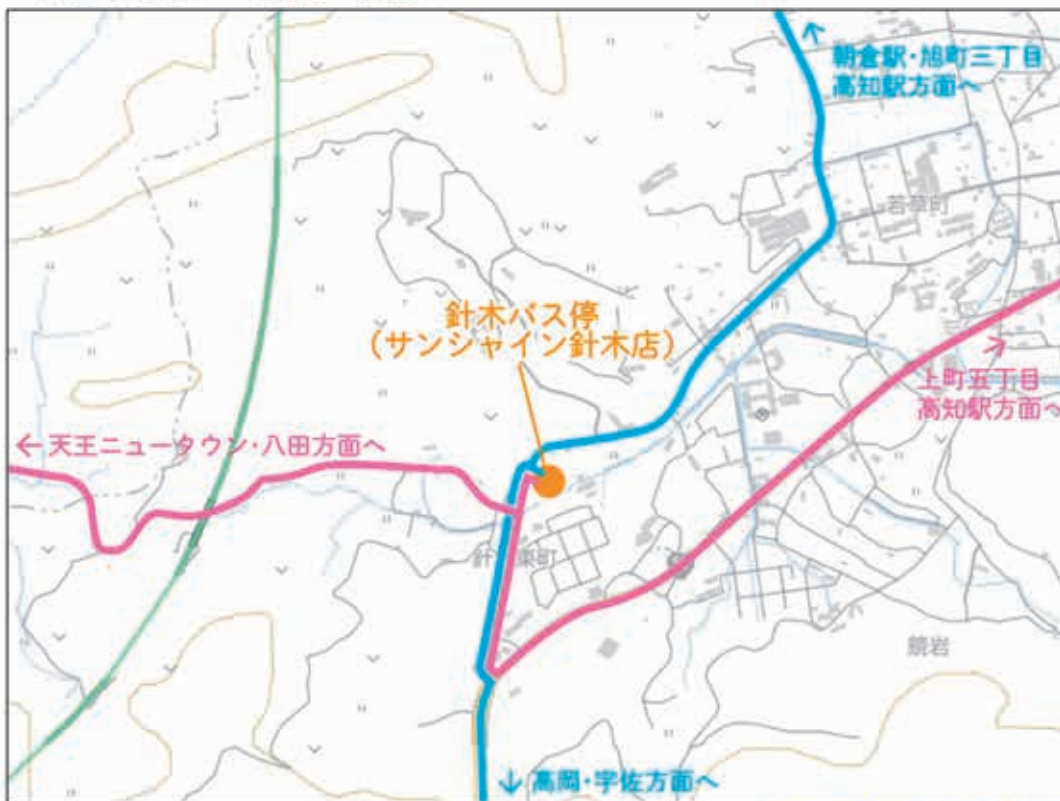 朝倉駅・旭町三丁目
高知駅方面へ
若草町
針木バス停
(サンシャイン針木店)
上町五丁目
高知駅方面へ
←天王ニュータウン・八田方面へ
東町
鏡岩
↓高岡・宇佐方面へ